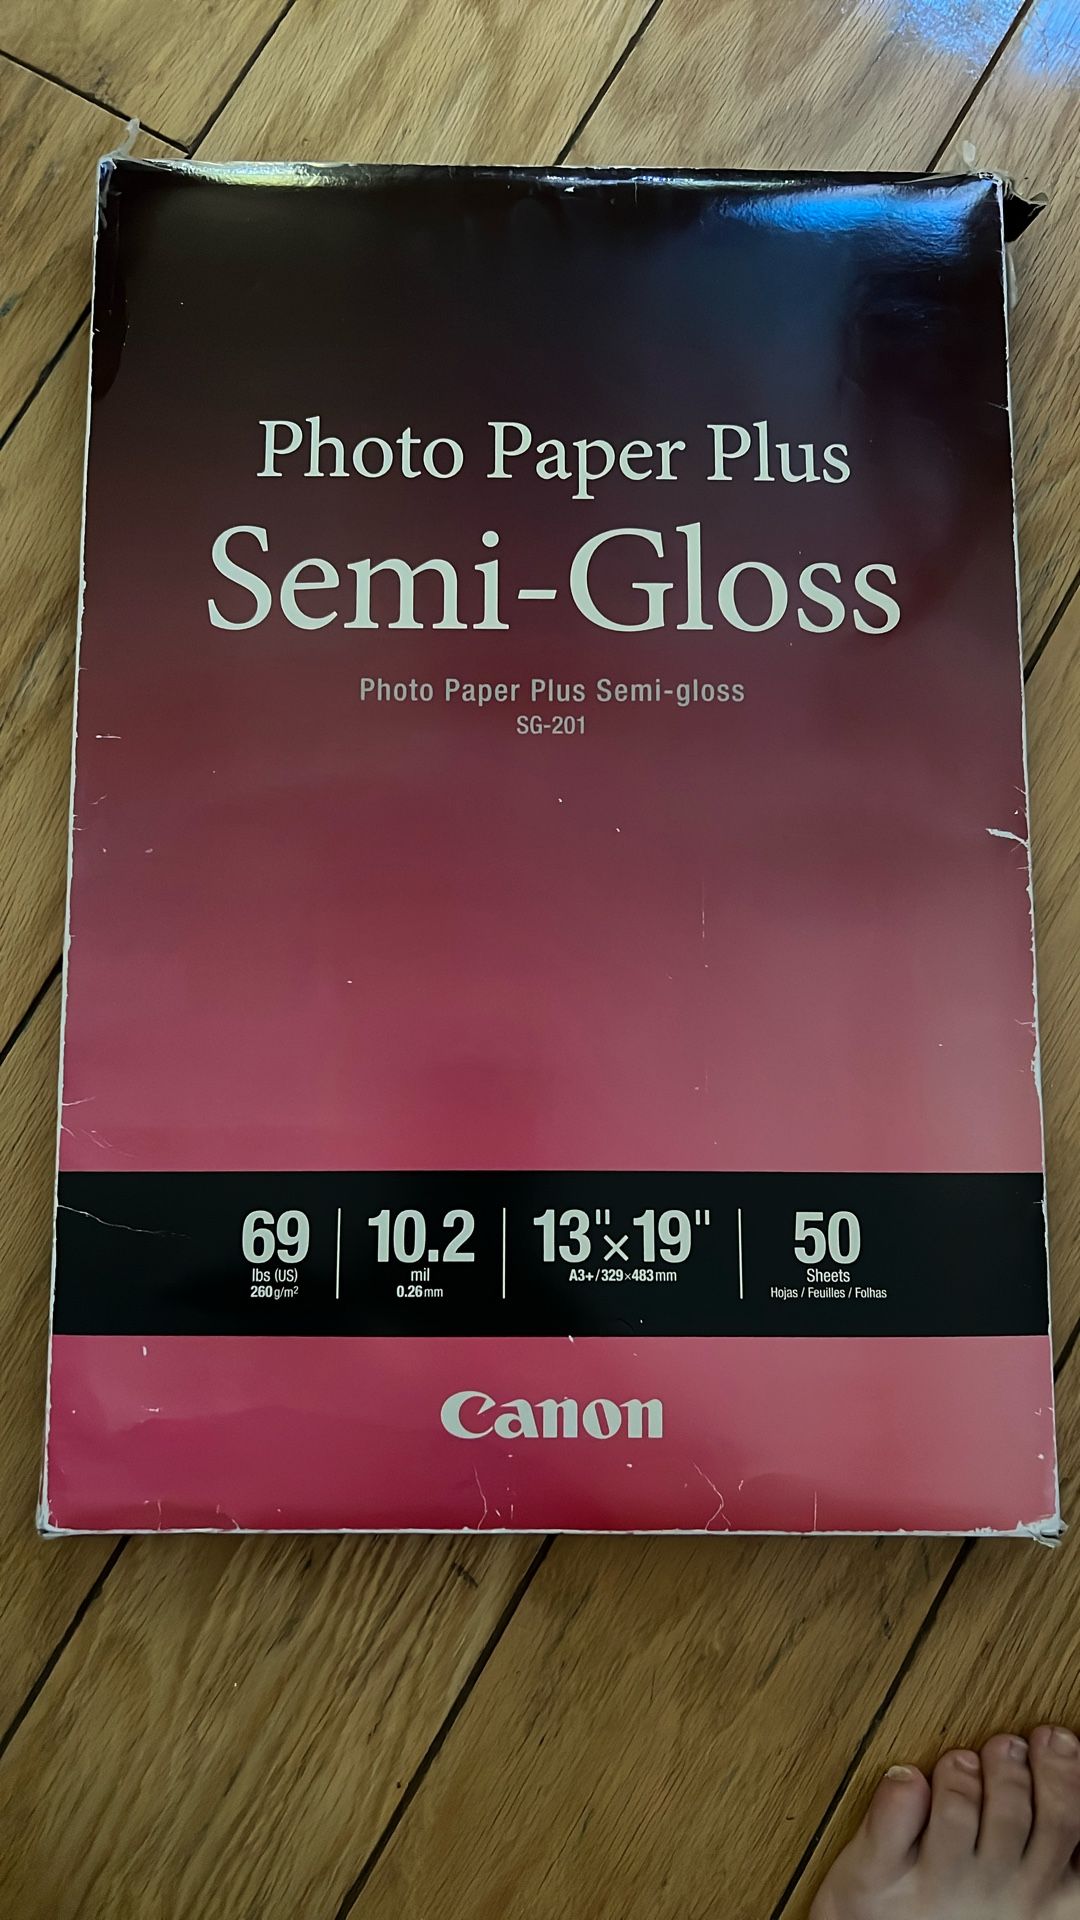 Photo Paper Plus
Semi-Gloss
Photo Paper Plus Semi-gloss
SG-201
69
lbs (US)
260 g/m²
10.2
mil
0.26 mm
13"×19"
A3+/329×483 mm
50
Sheets
Hojas / Feuilles / Folhas
Canon